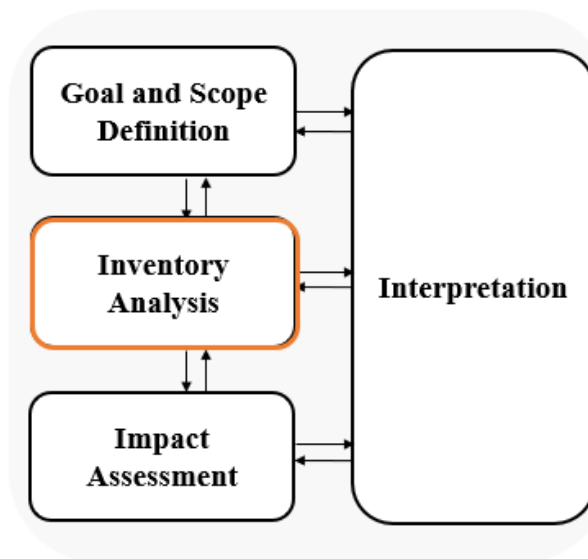 Goal and Scope
Definition
Inventory
Analysis
Interpretation
Impact
Assessment